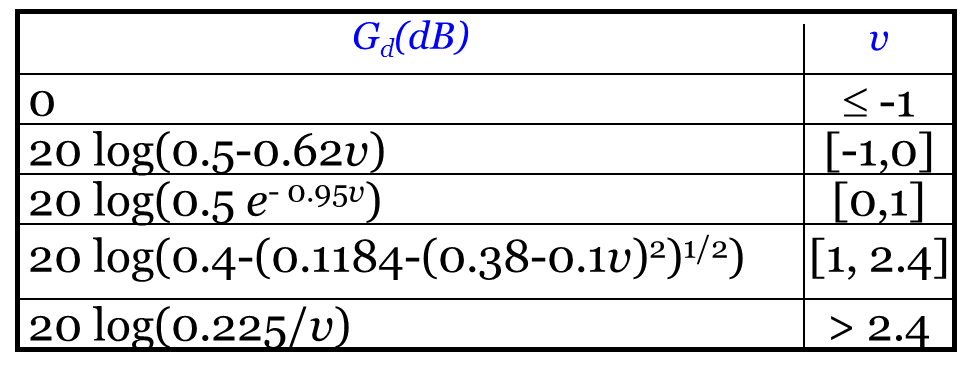 G_d(dB) v
0 ≤ -1
20 log(0.5-0.62v) [-1,0]
20 log(0.5 e^- 0.95v) [0,1]
20 log(0.4-(0.1184-(0.38-0.1v)²)^1/2) [1, 2.4]
20 log(0.225/v) > 2.4